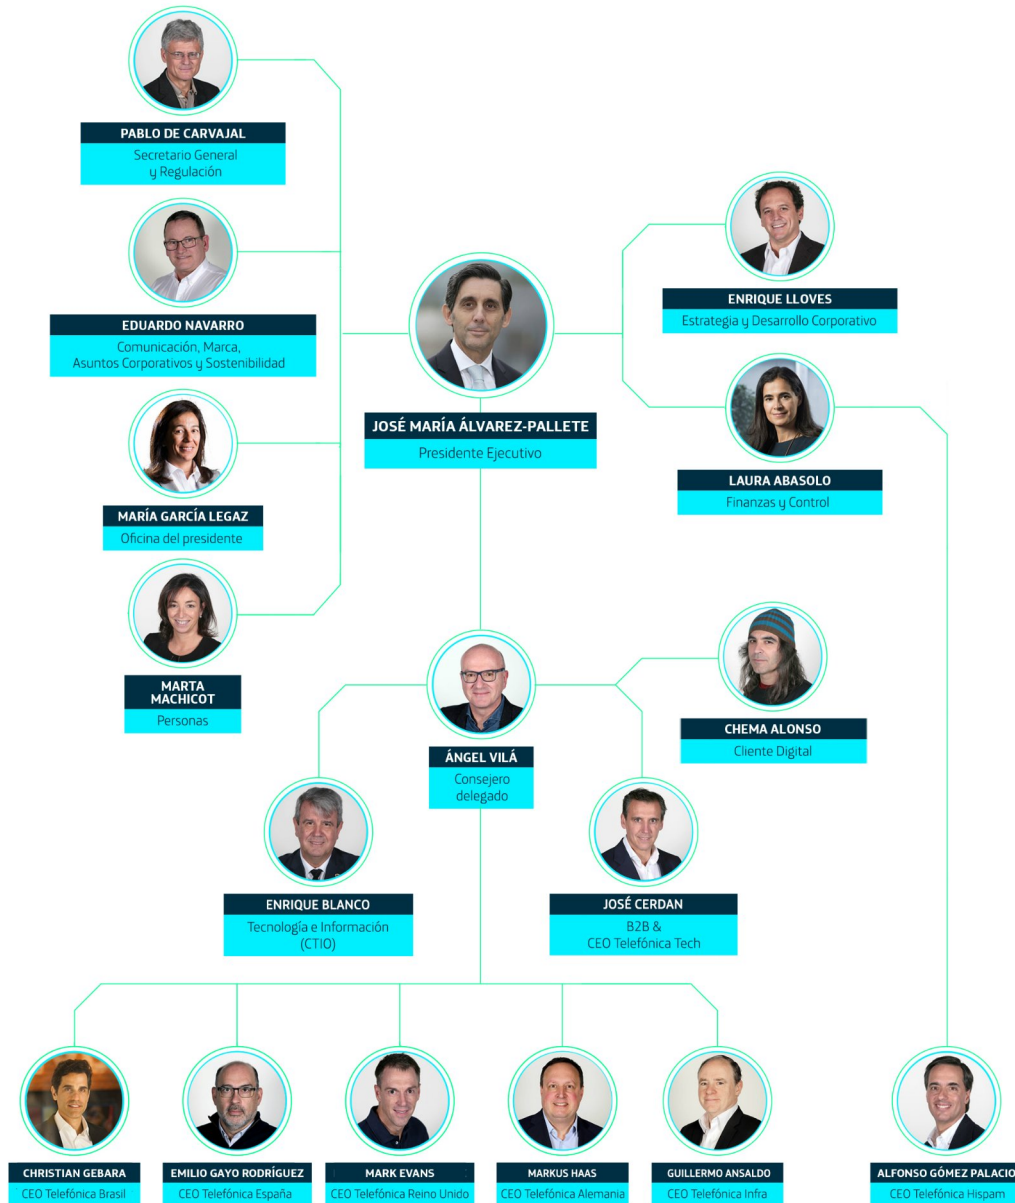 PABLO DE CARVAJAL
Secretario General
y Regulación
EDUARDO NAVARRO
Comunicación, Marca,
Asuntos Corporativos y Sostenibilidad
MARÍA GARCÍA LEGAZ
Oficina del presidente
MARTA
MACHICOT
Personas
JOSÉ MARÍA ÁLVAREZ-PALLETE
Presidente Ejecutivo
ENRIQUE LLOVES
Estrategia y Desarrollo Corporativo
LAURA ABASOLO
Finanzas y Control
ÁNGEL VILÁ
Consejero
delegado
CHEMA ALONSO
Cliente Digital
ENRIQUE BLANCO
Tecnología e Información
(CTIO)
JOSÉ CERDAN
B2B &
CEO Telefónica Tech
CHRISTIAN GEBARA
CEO Telefónica Brasil
EMILIO GAYO RODRÍGUEZ
CEO Telefónica España
MARK EVANS
CEO Telefónica Reino Unido
MARKUS HAAS
CEO Telefónica Alemania
GUILLERMO ANSALDO
CEO Telefónica Infra
ALFONSO GÓMEZ PALACIO
CEO Telefónica Hispam